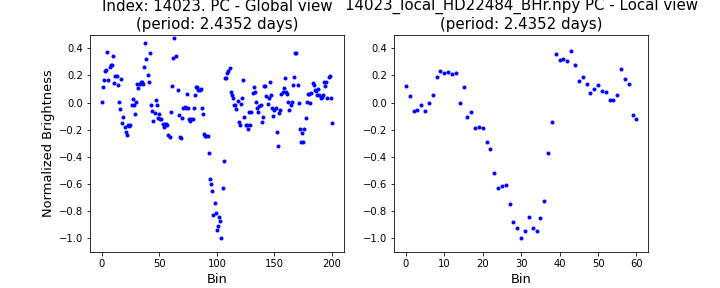 Index: 14023. PC - Global view
(period: 2.4352 days)
14023_local_HD22484_BHr.npy PC - Local view
(period: 2.4352 days)
Normalized Brightness
0.4
0.2
0.0
−0.2
−0.4
−0.6
−0.8
−1.0
0 50 100 150 200
Bin
0.4
0.2
0.0
−0.2
−0.4
−0.6
−0.8
−1.0
0 10 20 30 40 50 60
Bin